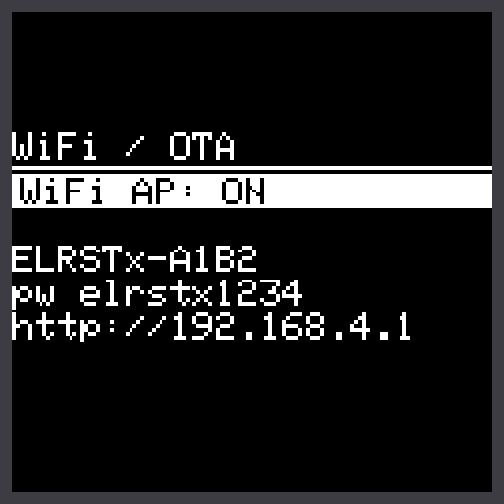 WiFi / OTA
WiFi AP: ON
ELRSTx-A1B2
pw elrstx1234
http://192.168.4.1